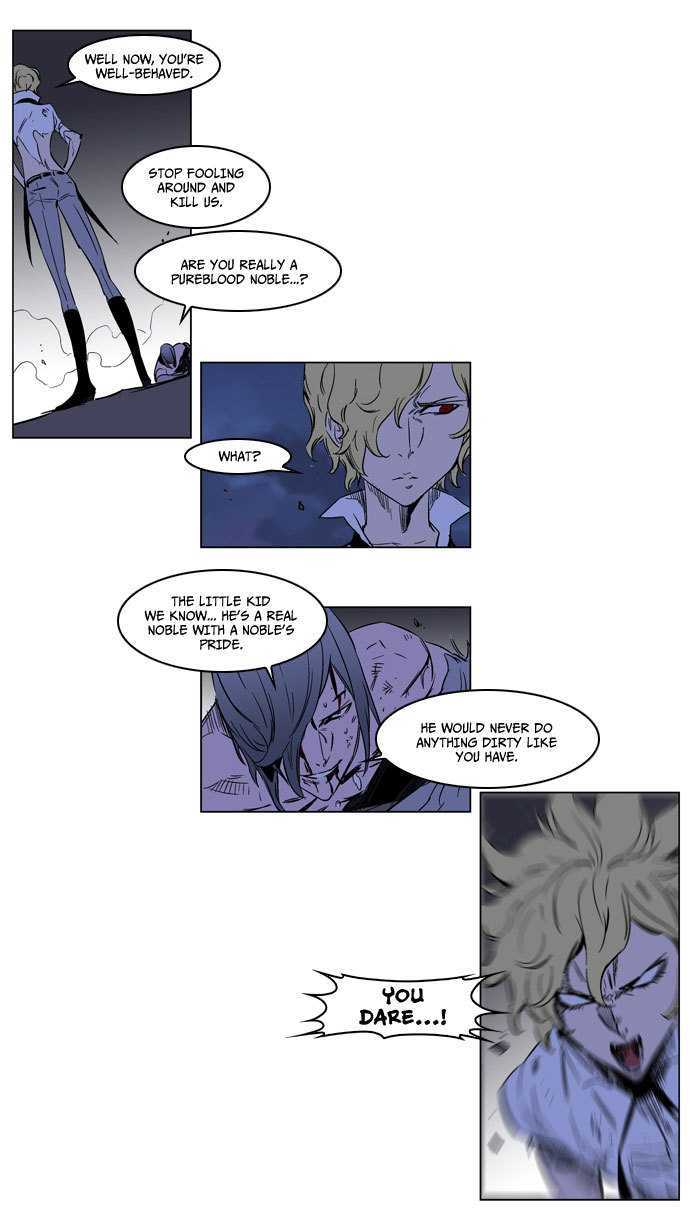 WELL NOW, YOU'RE
WELL-BEHAVED.
STOP FOOLING
AROUND AND
KILL US.
ARE YOU REALLY A
PUREBLOOD NOBLE...?
WHAT?
THE LITTLE KID
WE KNOW... HE'S A REAL
NOBLE WITH A NOBLE'S
PRIDE.
HE WOULD NEVER DO
ANYTHING DIRTY LIKE
YOU HAVE.
YOU
DARE...!